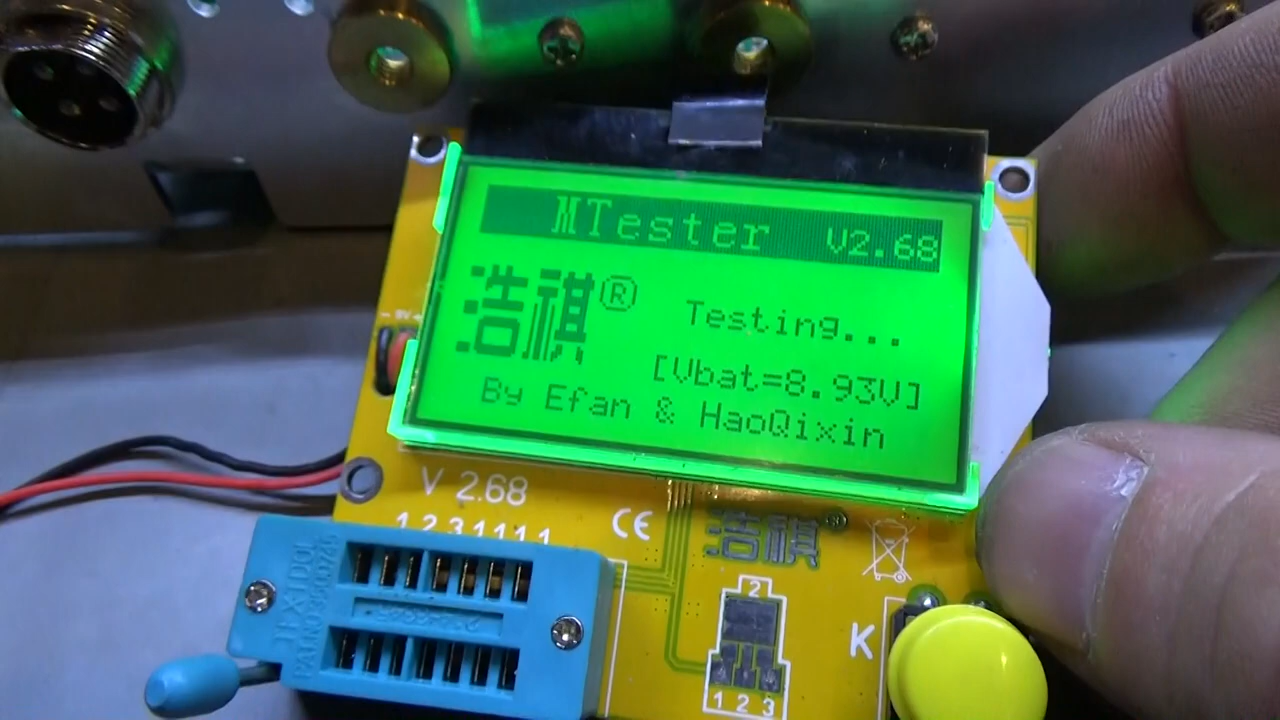 MTester V2.68
浩祺®
Testing...
[Vbat=8.93V]
By Efan & HaoQixin
- 9V +
V 2.68
1 2 3 1 1 1 1
CE
浩祺®
2
K
1 2 3